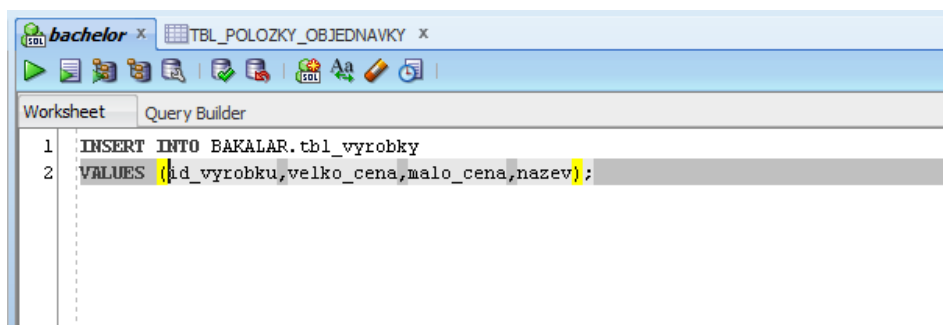 bachelor x TBL_POLOZKY_OBJEDNAVKY x
Worksheet Query Builder
1 INSERT INTO BAKALAR.tbl_vyrobky
2 VALUES (id_vyrobku,velko_cena,malo_cena,nazev);